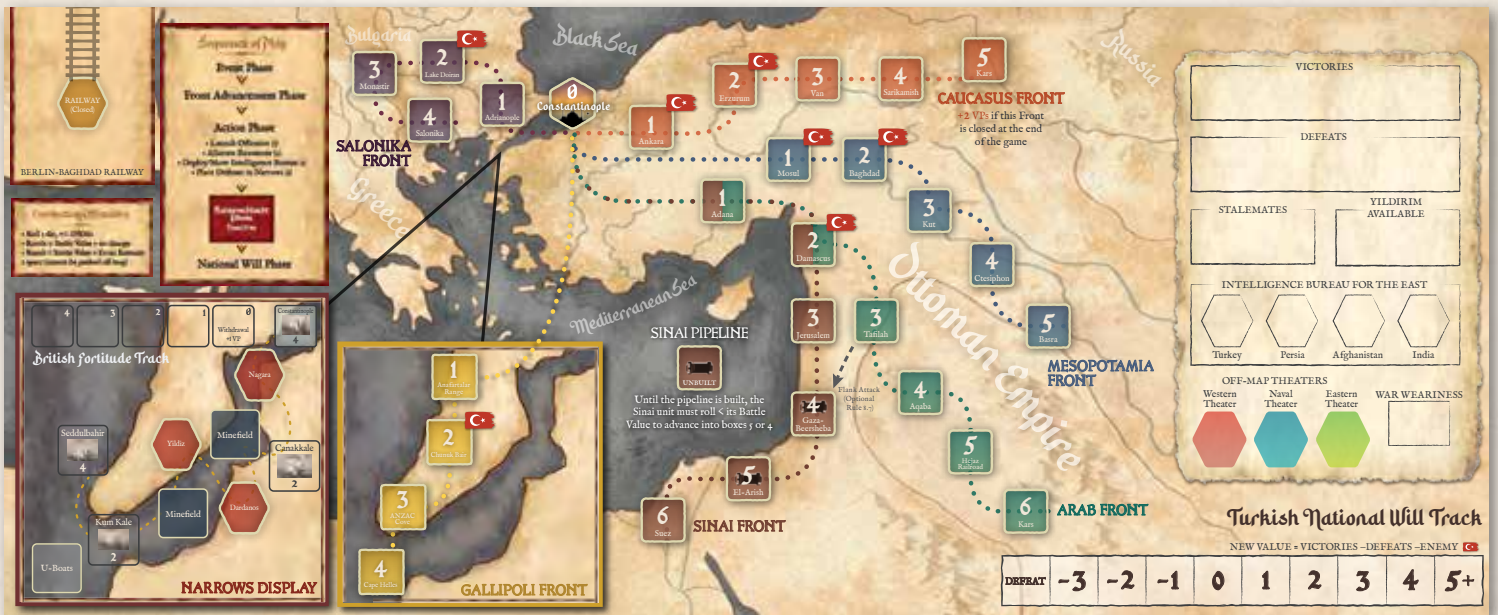 RAILWAY
(Closed)
BERLIN-BAGHDAD RAILWAY
Sequence of Play
Event Phase
Front Advancement Phase
Action Phase
National Will Phase
4
3
2
1
0
Withdrawal
+1 VP
Constantinople
4
British Fortitude Track
Nagara
Seddulbahir
4
Yildiz
Minefield
Çanakkale
2
Minefield
Dardanos
Kum Kale
2
U-Boats
NARROWS DISPLAY
1
Anafartalar
Range
2
Chunuk Bair
3
ANZAC
Cove
4
Cape Helles
GALLIPOLI FRONT
Bulgaria
Black Sea
Russia
Greece
Mediterranean Sea
Ottoman Empire
3
Monastir
2
Lake Doiran
4
Salonika
1
Adrianople
SALONIKA
FRONT
0
Constantinople
1
Ankara
2
Erzurum
3
Van
4
Sarikamish
5
Kars
CAUCASUS FRONT
+2 VPs if this Front
is closed at the end
of the game
1
Mosul
2
Baghdad
3
Kut
4
Ctesiphon
5
Basra
MESOPOTAMIA
FRONT
1
Adana
2
Damascus
3
Jerusalem
3
Tafilah
4
Gaza-
Beersheba
Flank Attack
(Optional
4
Aqaba
5
Hejaz
Railroad
6
Kars
ARAB FRONT
5
El-Arish
6
Suez
SINAI FRONT
SINAI PIPELINE
UNBUILT
Until the pipeline is built, the
Sinai unit must roll < its Battle
Value to advance into boxes 5 or 4
VICTORIES
DEFEATS
STALEMATES
YILDIRIM
AVAILABLE
INTELLIGENCE BUREAU FOR THE EAST
Turkey
Persia
Afghanistan
India
OFF-MAP THEATERS
Western
Theater
Naval
Theater
Eastern
Theater
WAR WEARINESS
Turkish National Will Track
NEW VALUE = VICTORIES –DEFEATS –ENEMY
DEFEAT -3 -2 -1 0 1 2 3 4 5+